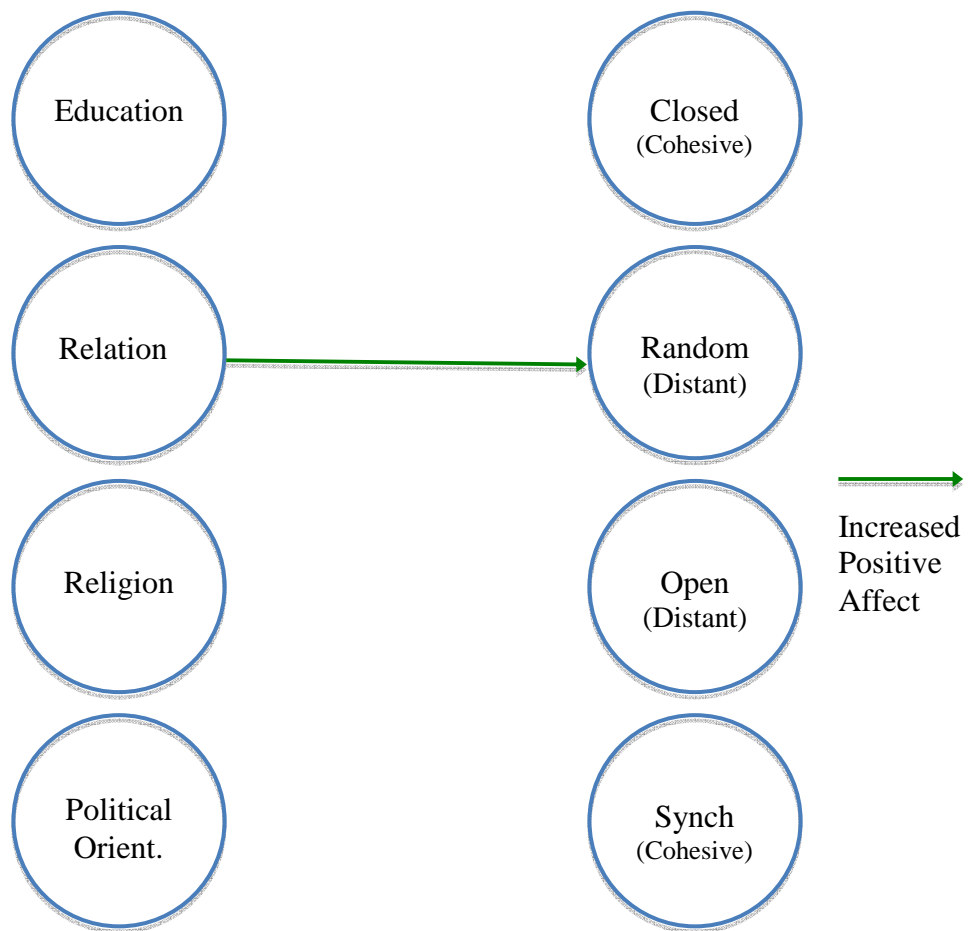 Education
Closed
(Cohesive)
Relation
Random
(Distant)
Religion
Open
(Distant)
Increased
Positive
Affect
Political
Orient.
Synch
(Cohesive)